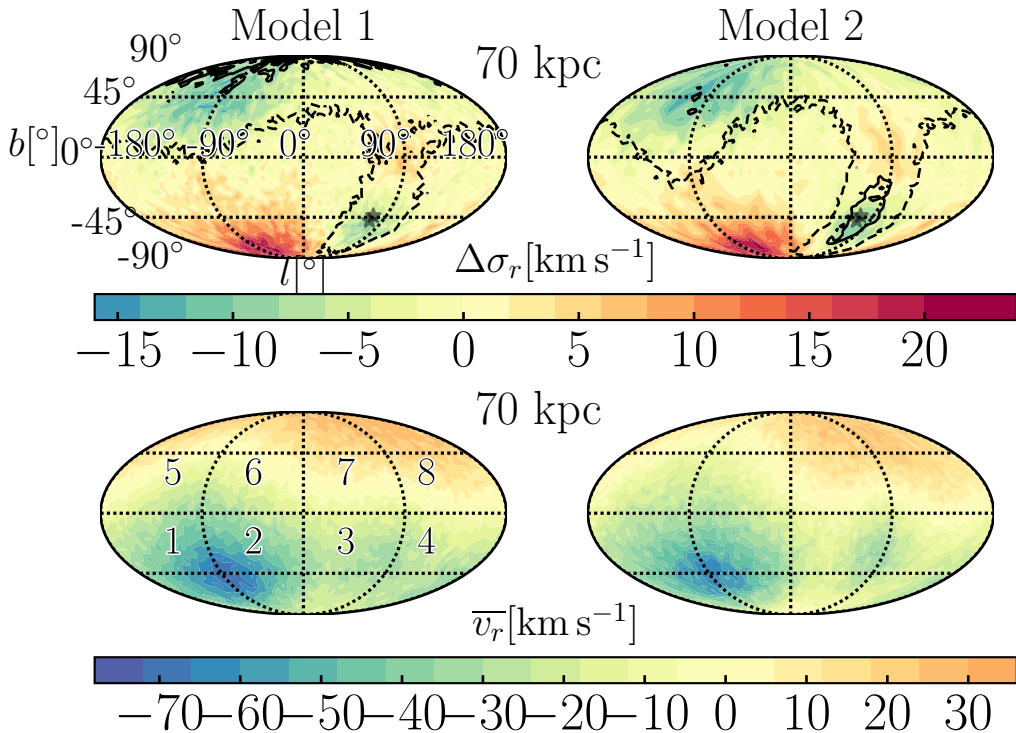 Model 1
Model 2
90°
70 kpc
45°
b[°]
0°
-180°
-90°
0°
90°
180°
-45°
-90°
l[°]
Δσ_r[km s⁻¹]
−15 −10 −5 0 5 10 15 20
70 kpc
5 6 7 8
1 2 3 4
v̅_r̅[km s⁻¹]
−70 −60 −50 −40 −30 −20 −10 0 10 20 30